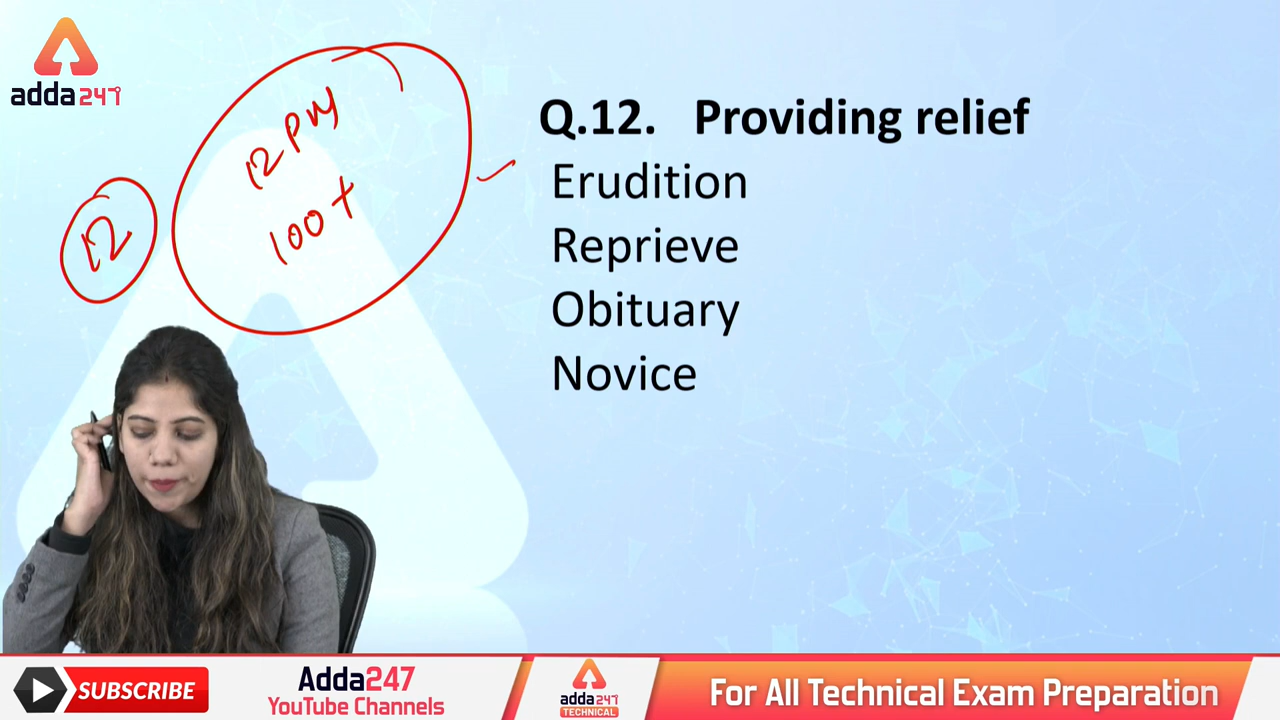 adda247
12 PM
100+
12
Q.12. Providing relief
Erudition
Reprieve
Obituary
Novice
SUBSCRIBE
Adda247
YouTube Channels
adda247
TECHNICAL
For All Technical Exam Preparation